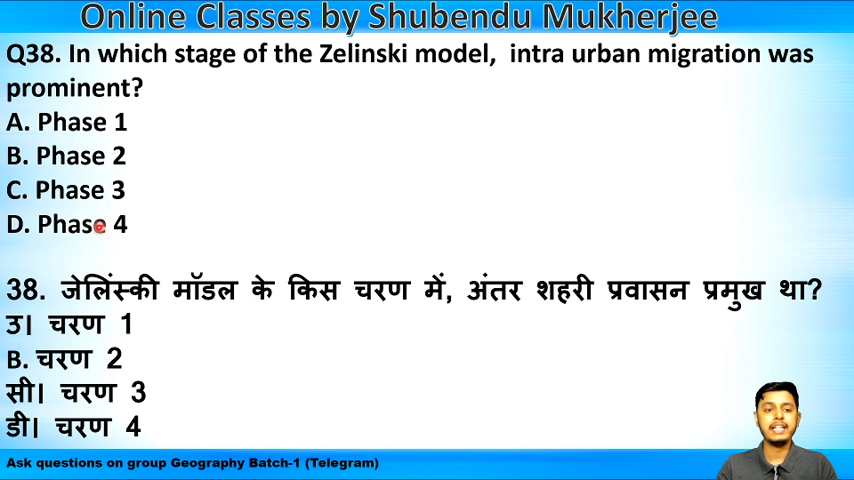 Online Classes by Shubendu Mukherjee
Q38. In which stage of the Zelinski model, intra urban migration was
prominent?
A. Phase 1
B. Phase 2
C. Phase 3
D. Phase 4
38. जेलिंस्की मॉडल के किस चरण में, अंतर शहरी प्रवासन प्रमुख था?
उ। चरण 1
B. चरण 2
सी। चरण 3
डी। चरण 4
Ask questions on group Geography Batch-1 (Telegram)